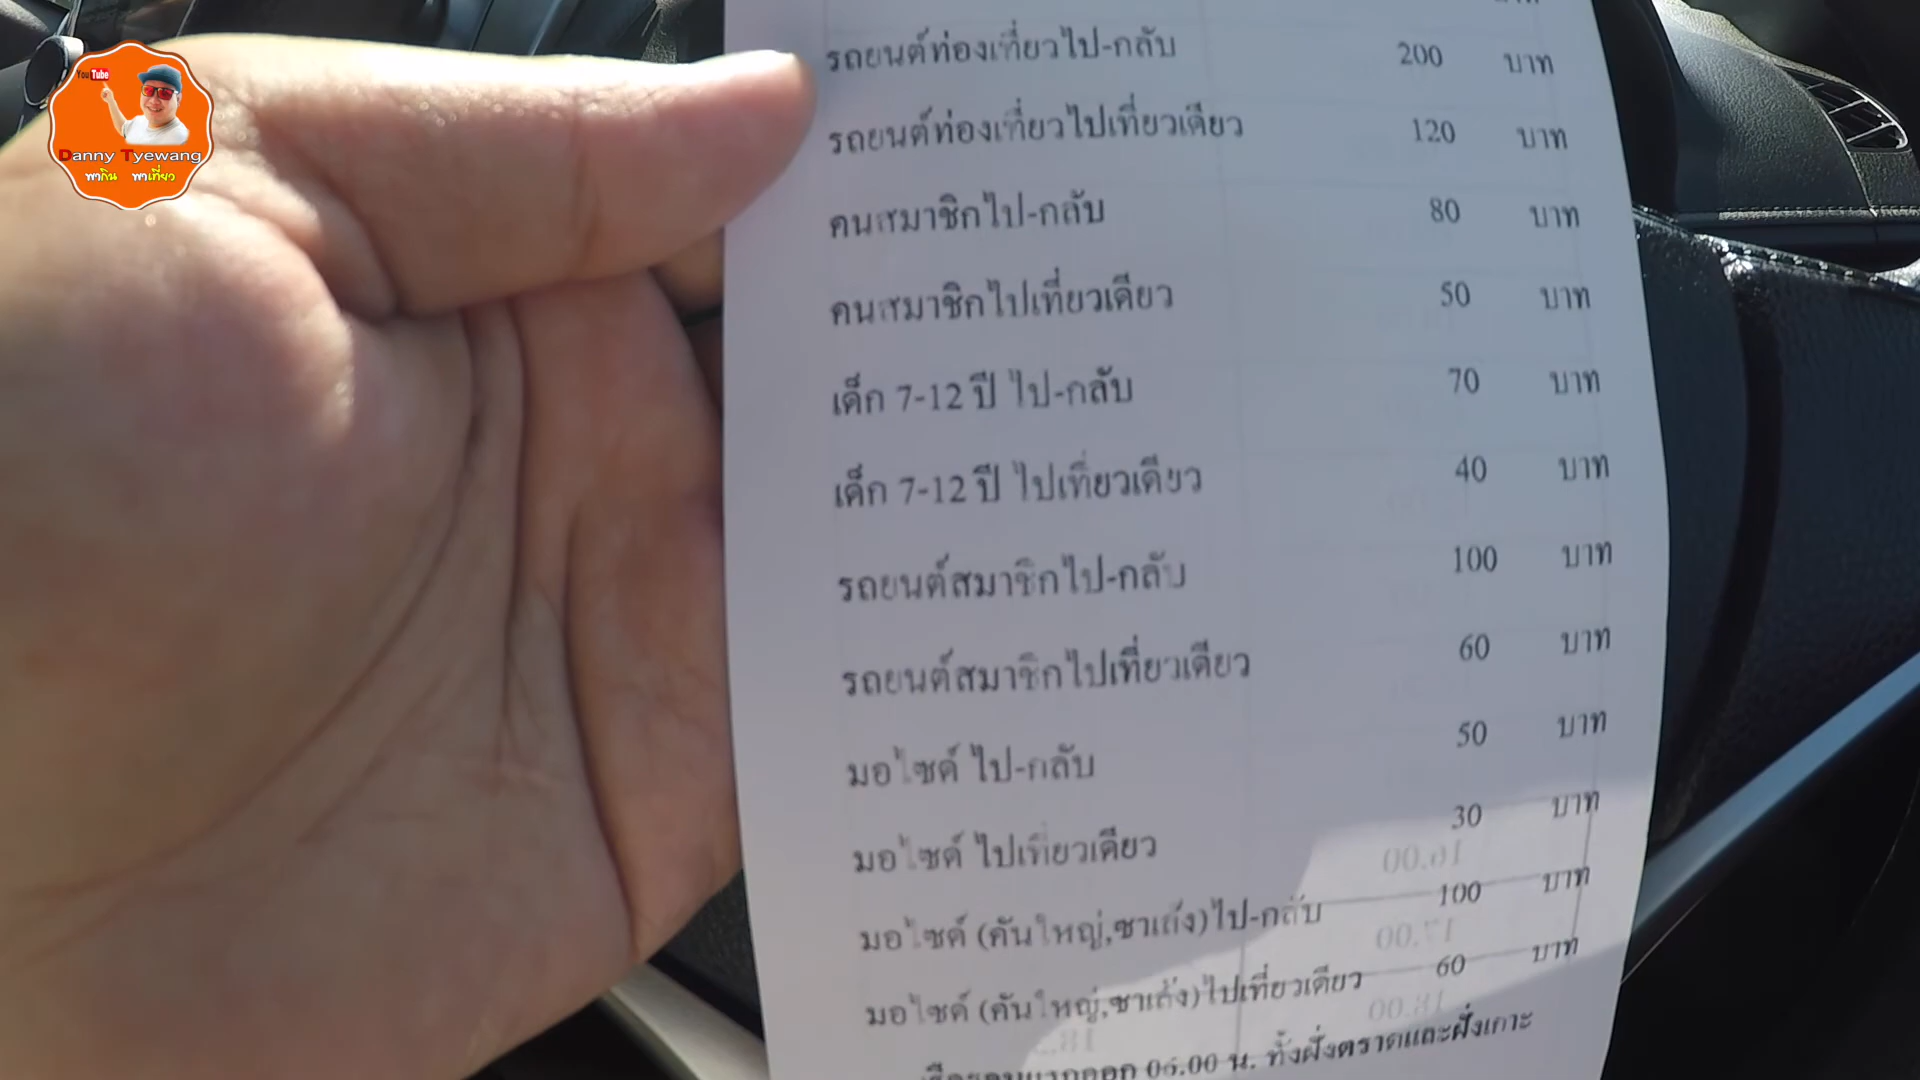 YouTube
Danny Tyewang
พากิน พาเที่ยว
บาท
รถยนต์ท่องเที่ยวไป-กลับ 200 บาท
รถยนต์ท่องเที่ยวไปเที่ยวเดียว 120 บาท
คนสมาชิกไป-กลับ 80 บาท
คนสมาชิกไปเที่ยวเดียว 50 บาท
เด็ก 7-12 ปี ไป-กลับ 70 บาท
เด็ก 7-12 ปี ไปเที่ยวเดียว 40 บาท
รถยนต์สมาชิกไป-กลับ 100 บาท
รถยนต์สมาชิกไปเที่ยวเดียว 60 บาท
มอไซด์ ไป-กลับ 50 บาท
มอไซด์ ไปเที่ยวเดียว 30 บาท
มอไซด์ (คันใหญ่,ซาเล้ง)ไป-กลับ 100 บาท
มอไซด์ (คันใหญ่,ซาเล้ง)ไปเที่ยวเดียว 60 บาท
06.00 น. ทั้งฝั่งตราดและฝั่งเกาะ